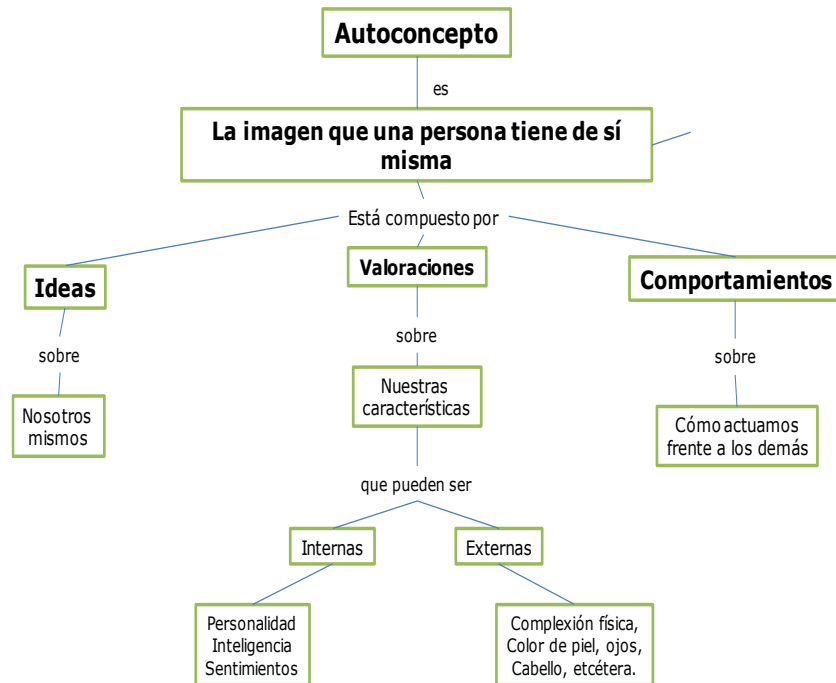 Autoconcepto
es
La imagen que una persona tiene de sí
misma
Está compuesto por
Ideas
Valoraciones
Comportamientos
sobre
sobre
sobre
Nosotros
mismos
Nuestras
características
Cómo actuamos
frente a los demás
que pueden ser
Internas
Externas
Personalidad
Inteligencia
Sentimientos
Complexión física,
Color de piel, ojos,
Cabello, etcétera.